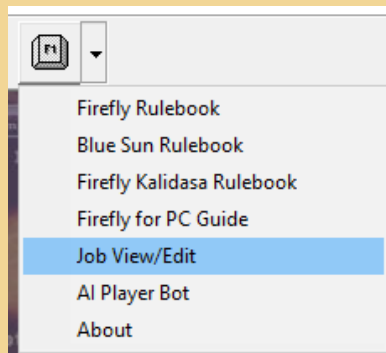 F1
Firefly Rulebook
Blue Sun Rulebook
Firefly Kalidasa Rulebook
Firefly for PC Guide
Job View/Edit
AI Player Bot
About